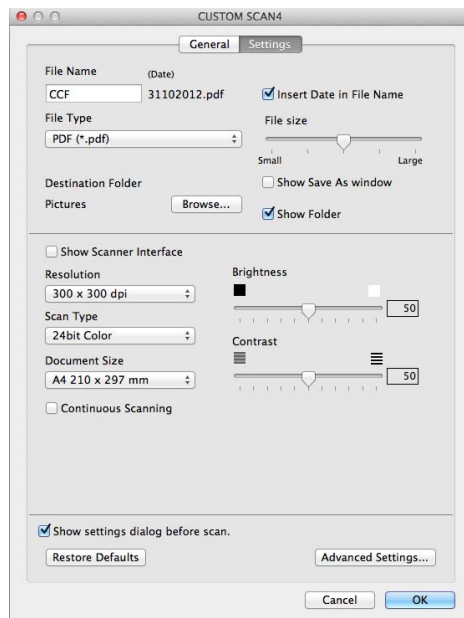 CUSTOM SCAN4
General Settings
File Name (Date)
CCF 31102012.pdf Insert Date in File Name
File Type File size
PDF (*.pdf)
Small Large
Destination Folder Show Save As window
Pictures Browse...
Show Folder
Show Scanner Interface
Resolution Brightness
300 x 300 dpi 50
Scan Type
24bit Color Contrast
Document Size
A4 210 x 297 mm 50
Continuous Scanning
Show settings dialog before scan.
Restore Defaults Advanced Settings...
Cancel OK